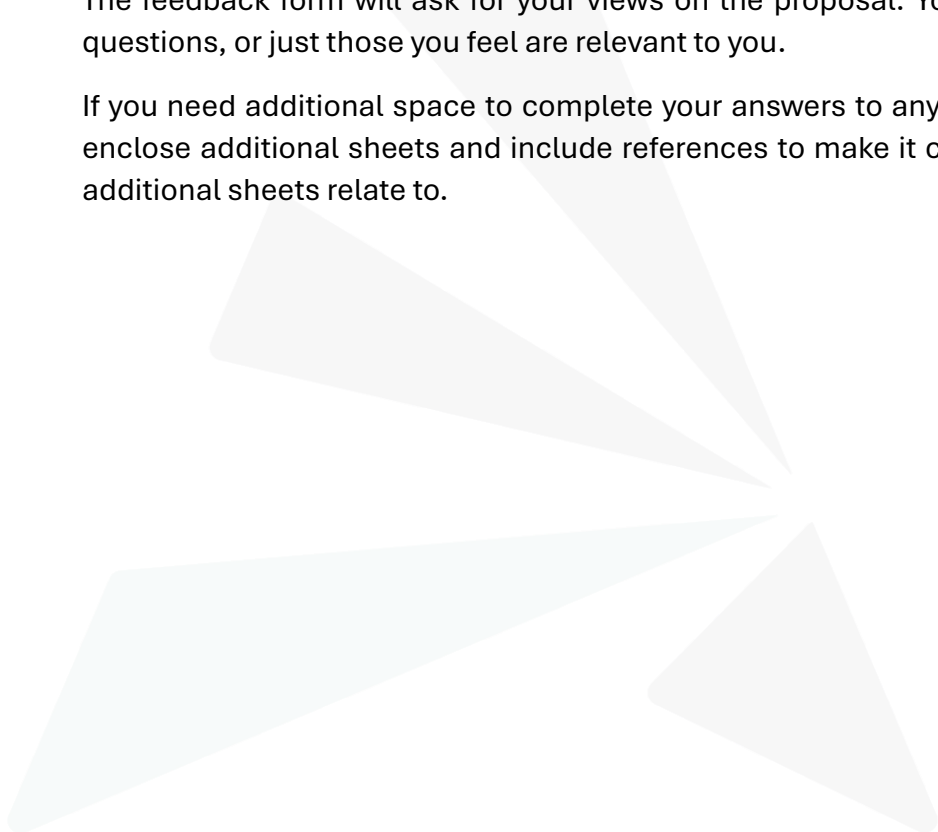 The feedback form will ask for your views on the proposal.
questions, or just those you feel are relevant to you.
If you need additional space to complete your answers to any
enclose additional sheets and include references to make it
additional sheets relate to.